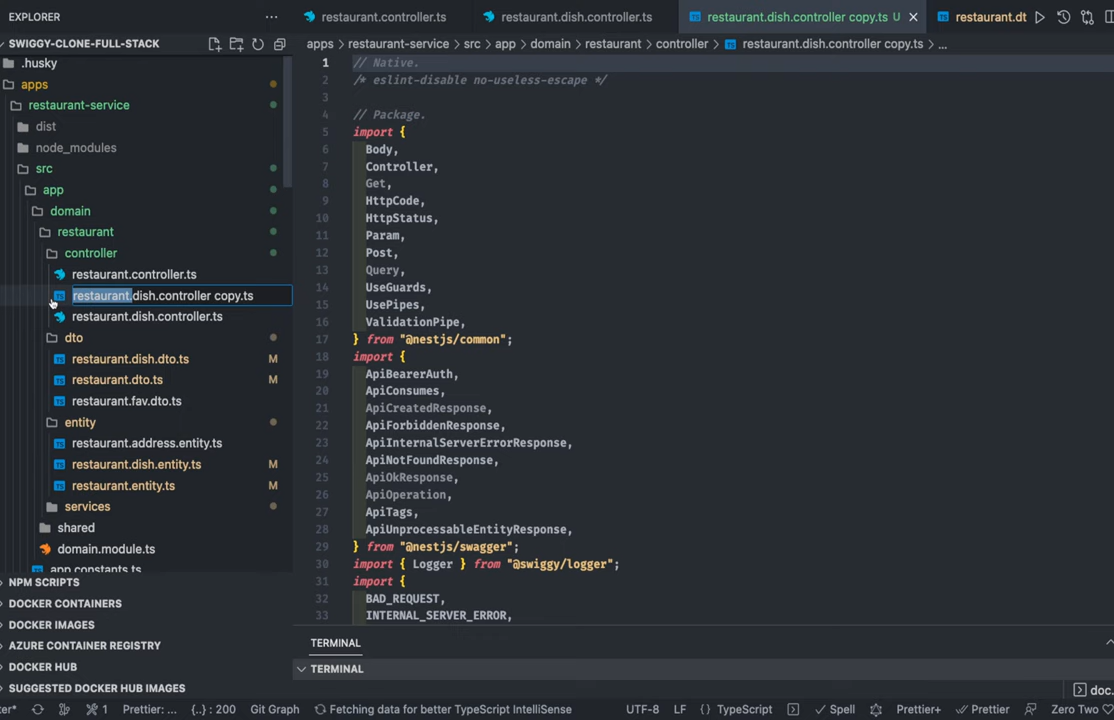 EXPLORER
SWIGGY-CLONE-FULL-STACK
.husky
apps
restaurant-service
dist
node_modules
src
app
domain
restaurant
controller
restaurant.controller.ts
restaurant.dish.controller copy.ts
restaurant.dish.controller.ts
dto
restaurant.dish.dto.ts M
restaurant.dto.ts M
restaurant.fav.dto.ts
entity
restaurant.address.entity.ts
restaurant.dish.entity.ts M
restaurant.entity.ts M
services
shared
domain.module.ts
app.constants.ts
NPM SCRIPTS
DOCKER CONTAINERS
DOCKER IMAGES
AZURE CONTAINER REGISTRY
DOCKER HUB
SUGGESTED DOCKER HUB IMAGES
restaurant.controller.ts restaurant.dish.controller.ts restaurant.dish.controller copy.ts U restaurant.dt
apps > restaurant-service > src > app > domain > restaurant > controller > restaurant.dish.controller copy.ts > ...
1 // Native.
2 /* eslint-disable no-useless-escape */
3
4 // Package.
5 import {
6 Body,
7 Controller,
8 Get,
9 HttpCode,
10 HttpStatus,
11 Param,
12 Post,
13 Query,
14 UseGuards,
15 UsePipes,
16 ValidationPipe,
17 } from "@nestjs/common";
18 import {
19 ApiBearerAuth,
20 ApiConsumes,
21 ApiCreatedResponse,
22 ApiForbiddenResponse,
23 ApiInternalServerErrorResponse,
24 ApiNotFoundResponse,
25 ApiOkResponse,
26 ApiOperation,
27 ApiTags,
28 ApiUnprocessableEntityResponse,
29 } from "@nestjs/swagger";
30 import { Logger } from "@swiggy/logger";
31 import {
32 BAD_REQUEST,
33 INTERNAL_SERVER_ERROR,
TERMINAL
TERMINAL
doc.
ter* 1 Prettier: ... {..} : 200 Git Graph Fetching data for better TypeScript IntelliSense UTF-8 LF {} TypeScript Spell Prettier+ Prettier Zero Two